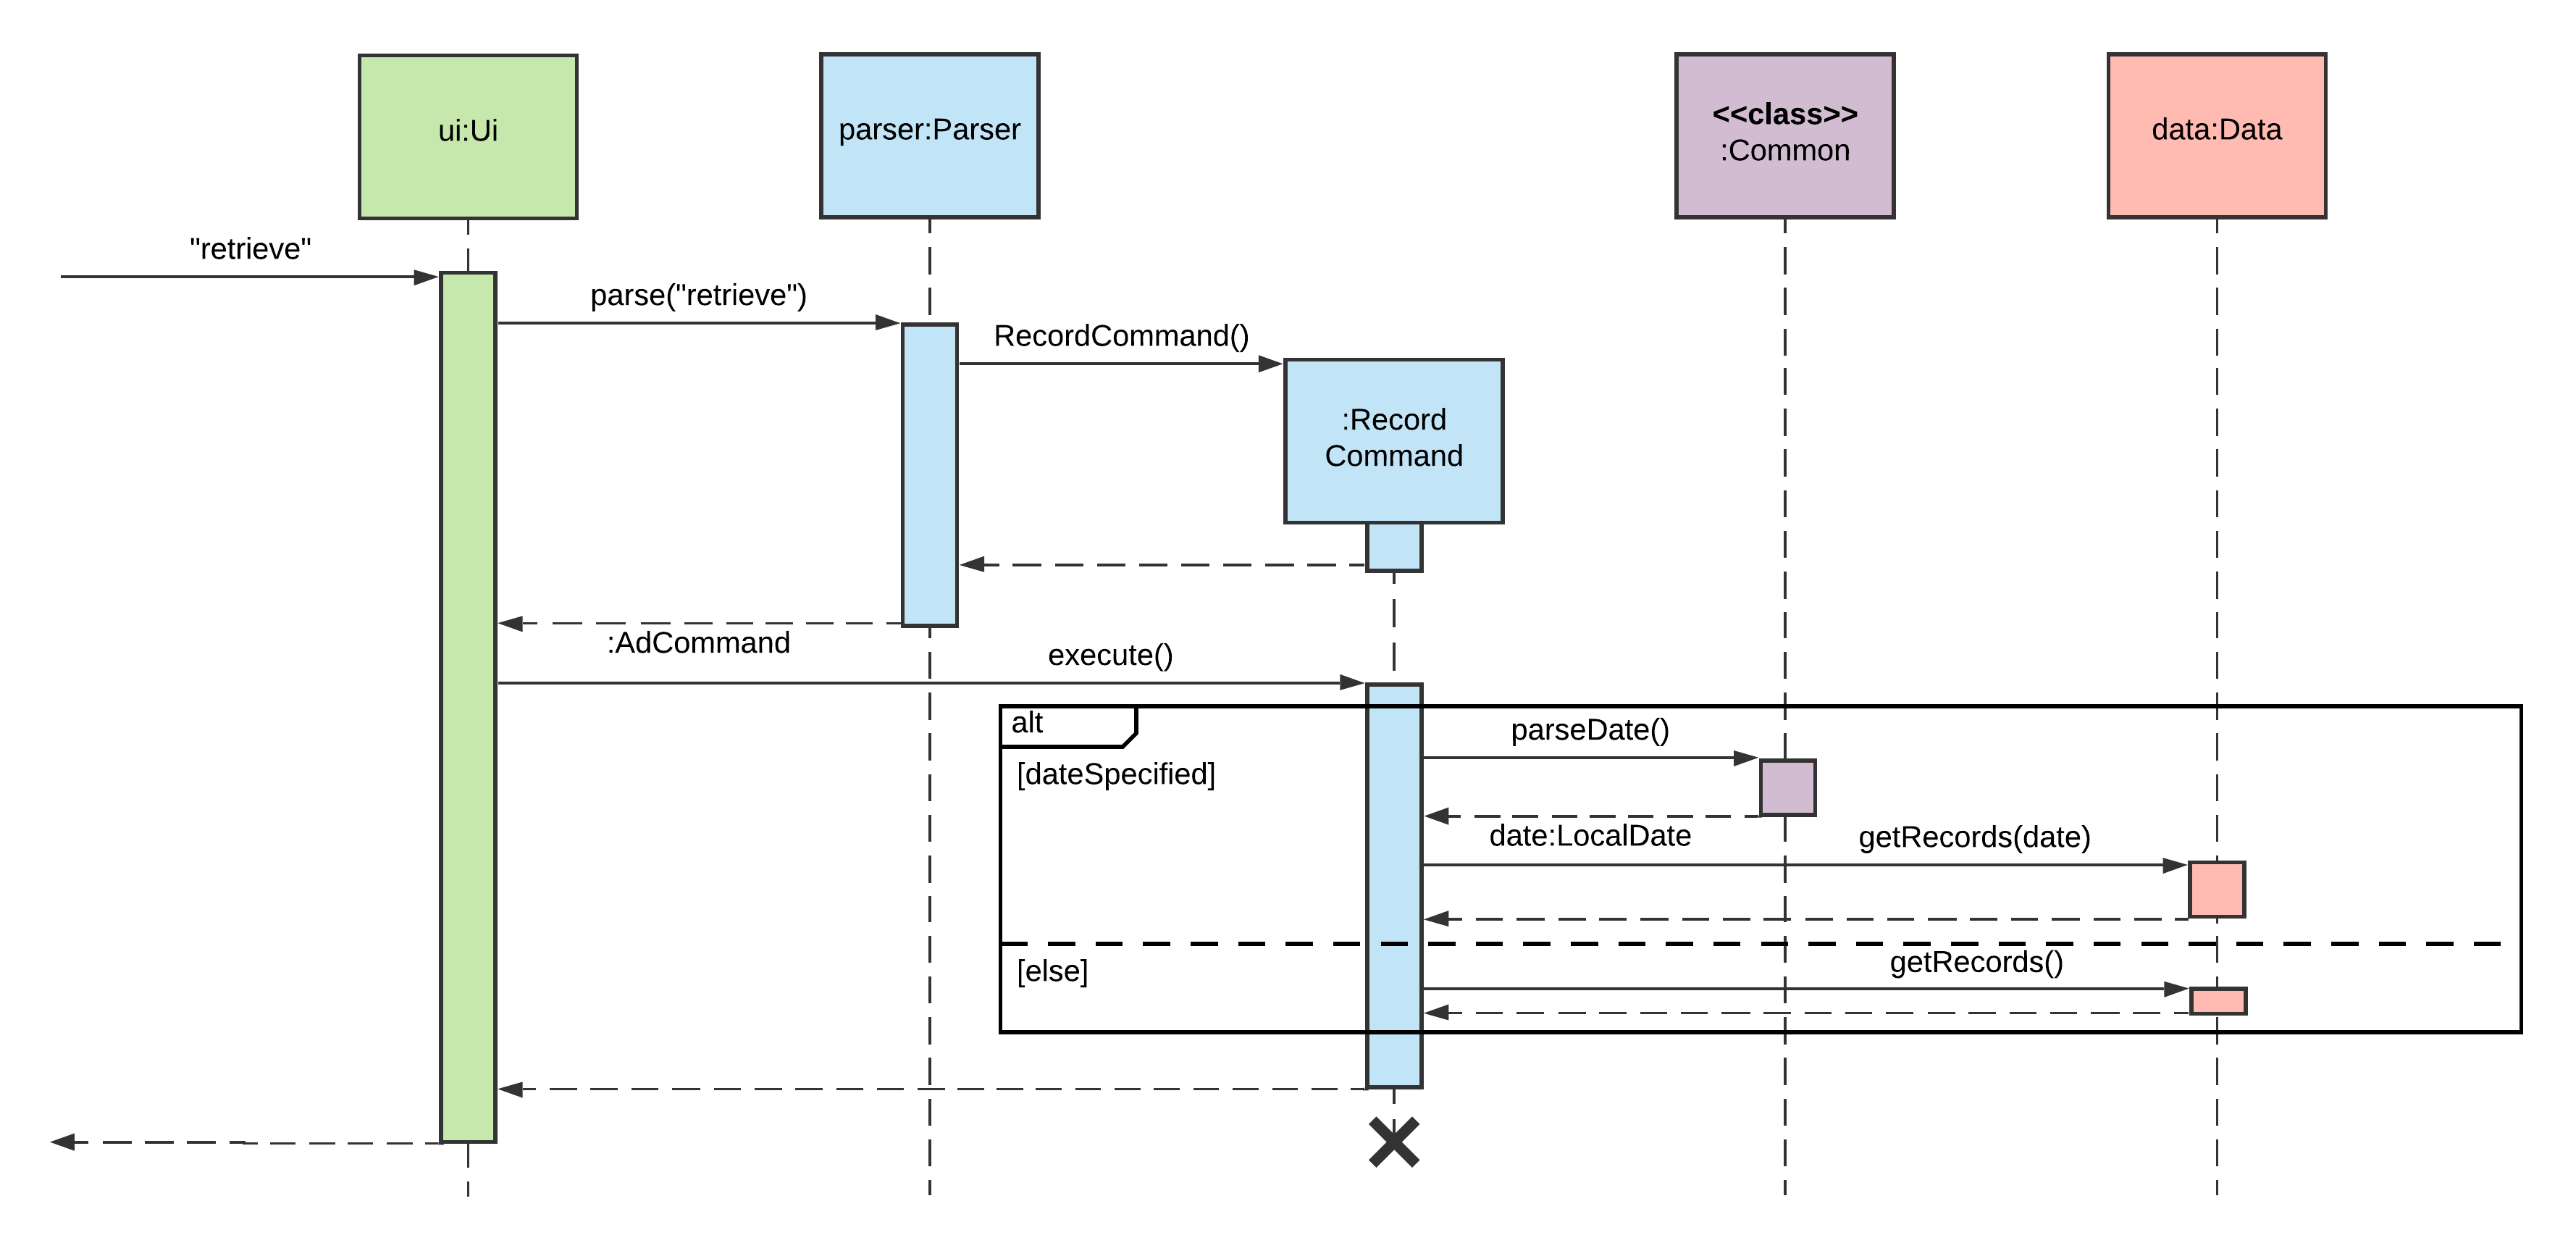 ui:Ui
parser:Parser
<<class>>
:Common
data:Data
"retrieve"
parse("retrieve")
RecordCommand()
:Record
Command
:AdCommand
execute()
alt
parseDate()
[dateSpecified]
date:LocalDate
getRecords(date)
[else]
getRecords()